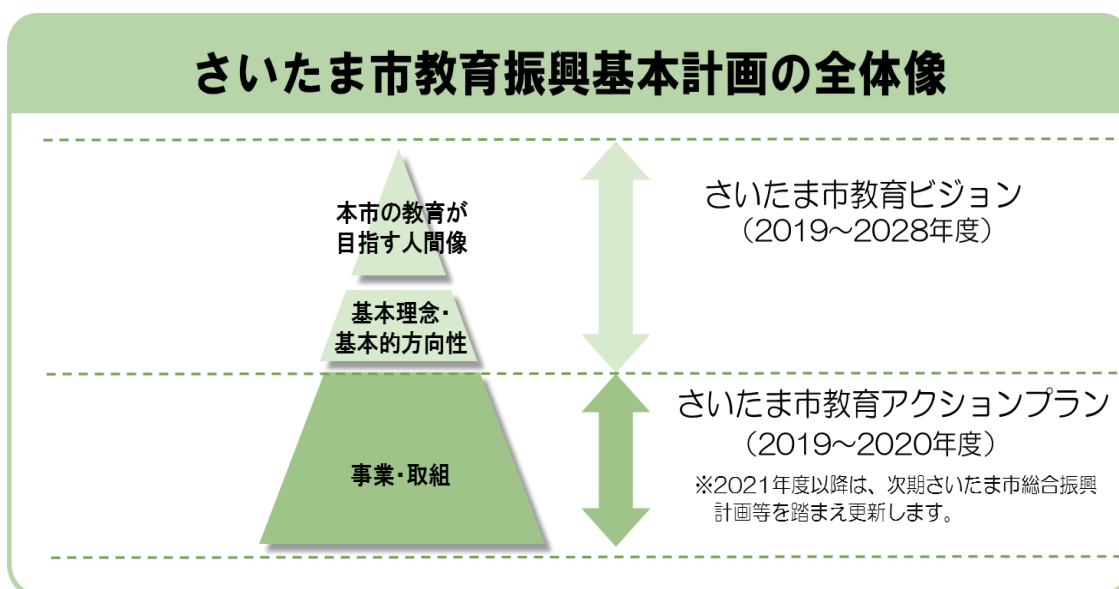 さいたま市教育振興基本計画の全体像
本市の教育が
目指す人間像
基本理念・
基本的方向性
事業・取組
さいたま市教育ビジョン
（2019～2028年度）
さいたま市教育アクションプラン
（2019～2020年度）
※2021年度以降は、次期さいたま市総合振興
計画等を踏まえ更新します。